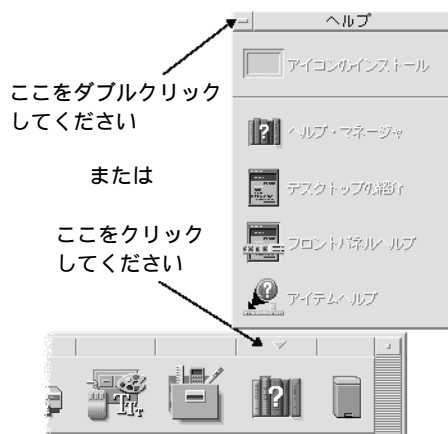 ヘルプ
アイコンのインストール
ここをダブルクリック
してください
ヘルプ・マネージャ
または
デスクトップの紹介
ここをクリック
してください
フロントパネルヘルプ
アイテムヘルプ